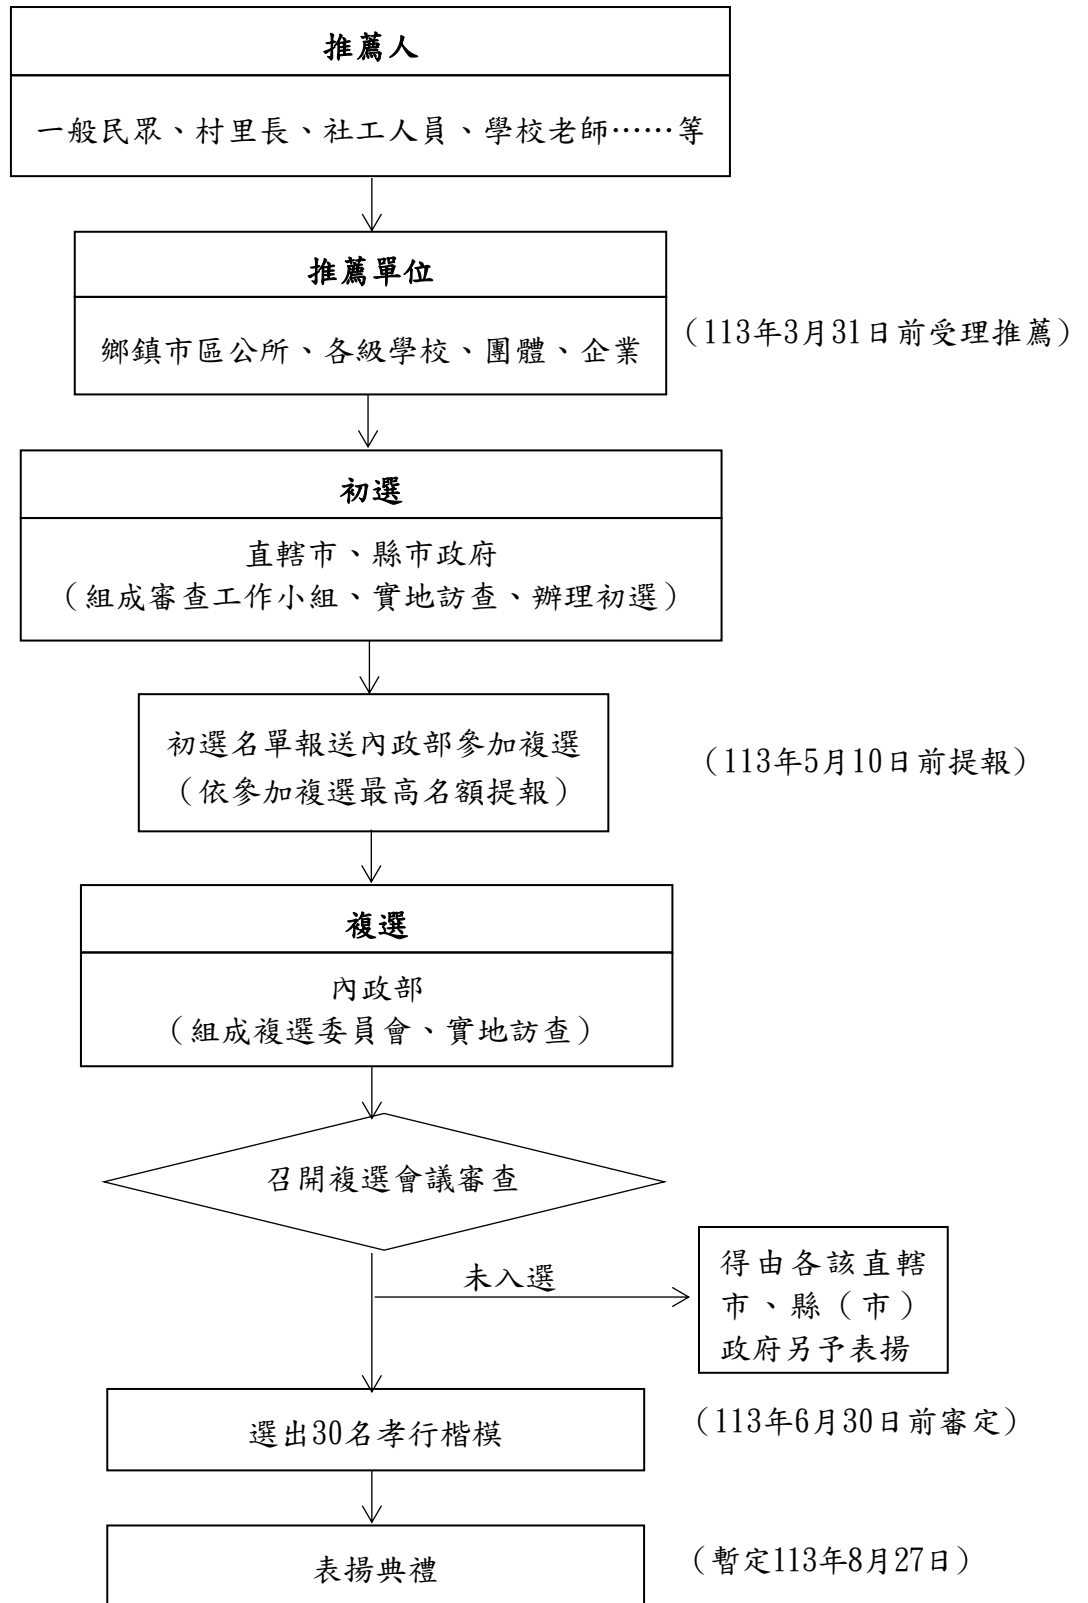 推薦人
一般民眾、村里長、社工人員、學校老師……等
推薦單位
鄉鎮市區公所、各級學校、團體、企業
（113年3月31日前受理推薦）
初選
直轄市、縣市政府
（組成審查工作小組、實地訪查、辦理初選）
初選名單報送內政部參加複選
（依參加複選最高名額提報）
（113年5月10日前提報）
複選
內政部
（組成複選委員會、實地訪查）
召開複選會議審查
未入選
得由各該直轄
市、縣（市）
政府另予表揚
選出30名孝行楷模
（113年6月30日前審定）
表揚典禮
（暫定113年8月27日）